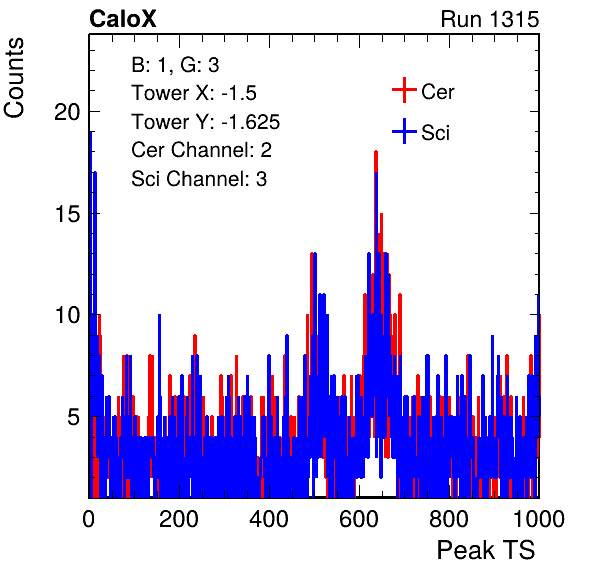 CaloX Run 1315
Counts
B: 1, G: 3
Tower X: -1.5
Tower Y: -1.625
Cer Channel: 2
Sci Channel: 3
Cer
Sci
20
15
10
5
0 200 400 600 800 1000
Peak TS